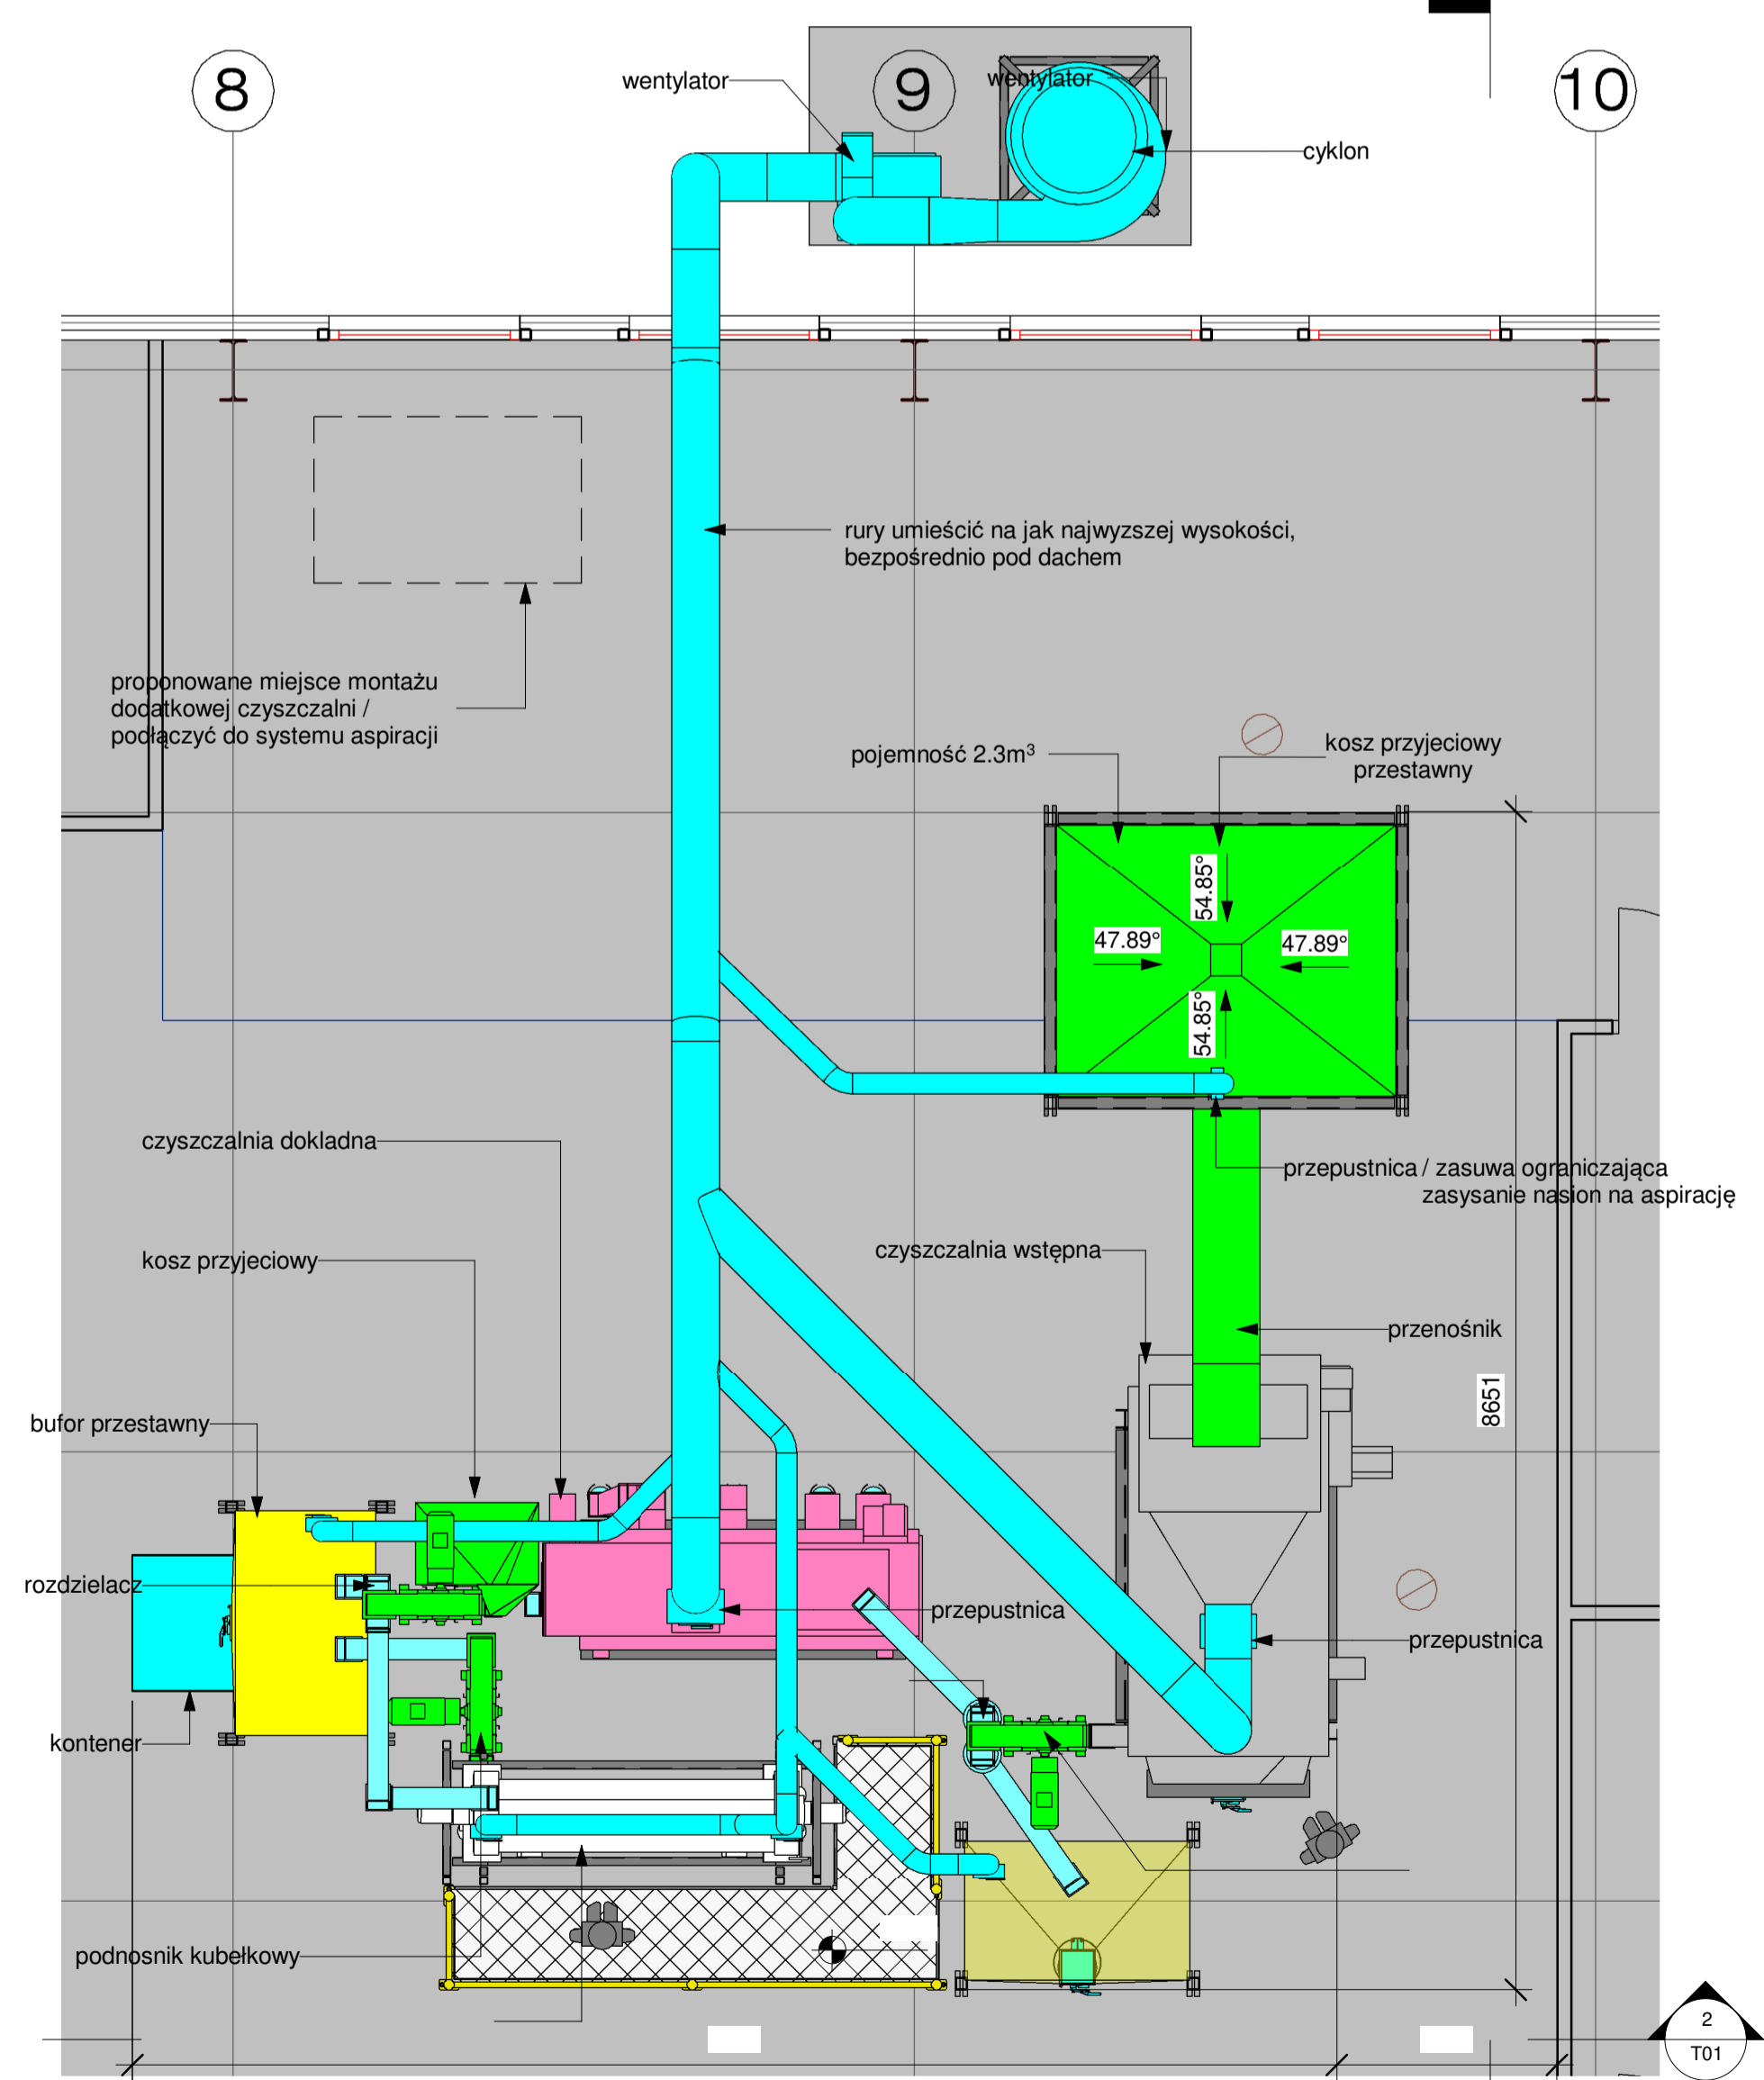 8
9
10
wentylator
wentylator
cyklon
rury umieścić na jak najwyzszej wysokości,
bezpośrednio pod dachem
proponowane miejsce montażu
dodatkowej czyszczalni /
podłączyć do systemu aspiracji
pojemność 2.3m³
kosz przyjeciowy
przestawny
54.85°
47.89°
47.89°
54.85°
czyszczalnia dokladna
przepustnica / zasuwa ograniczająca
zasysanie nasion na aspirację
kosz przyjeciowy
czyszczalnia wstępna
przenośnik
8651
bufor przestawny
rozdzielacz
przepustnica
przepustnica
kontener
podnosnik kubełkowy
2
T01